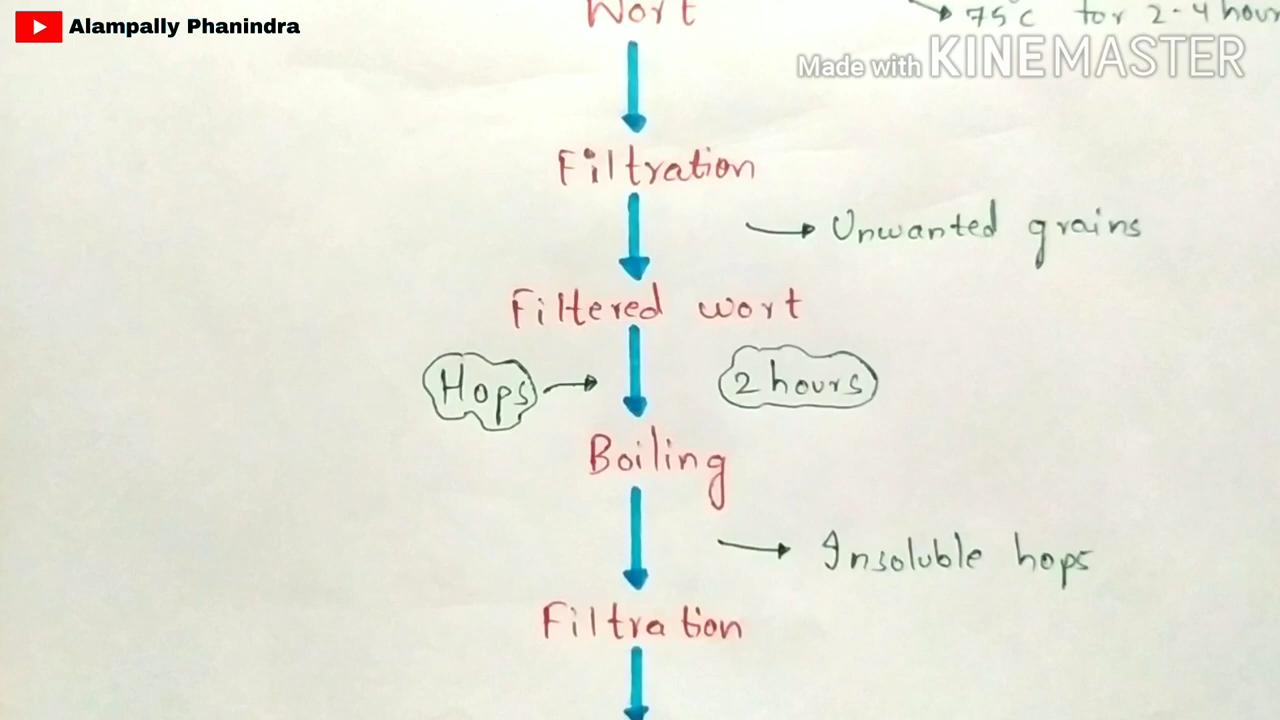 Alampally Phanindra
Wort
75°C for 2-4 hour
Made with KINEMASTER
Filtration
Unwanted grains
Filtered wort
Hops
2 hours
Boiling
Insoluble hops
Filtration